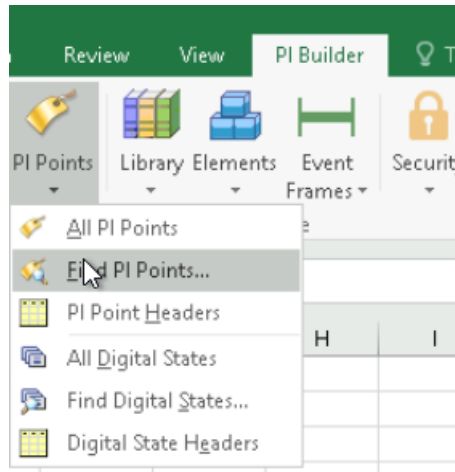 Review View PI Builder
PI Points Library Elements Event Frames
All PI Points
Find PI Points...
PI Point Headers
H I
All Digital States
Find Digital States...
Digital State Headers